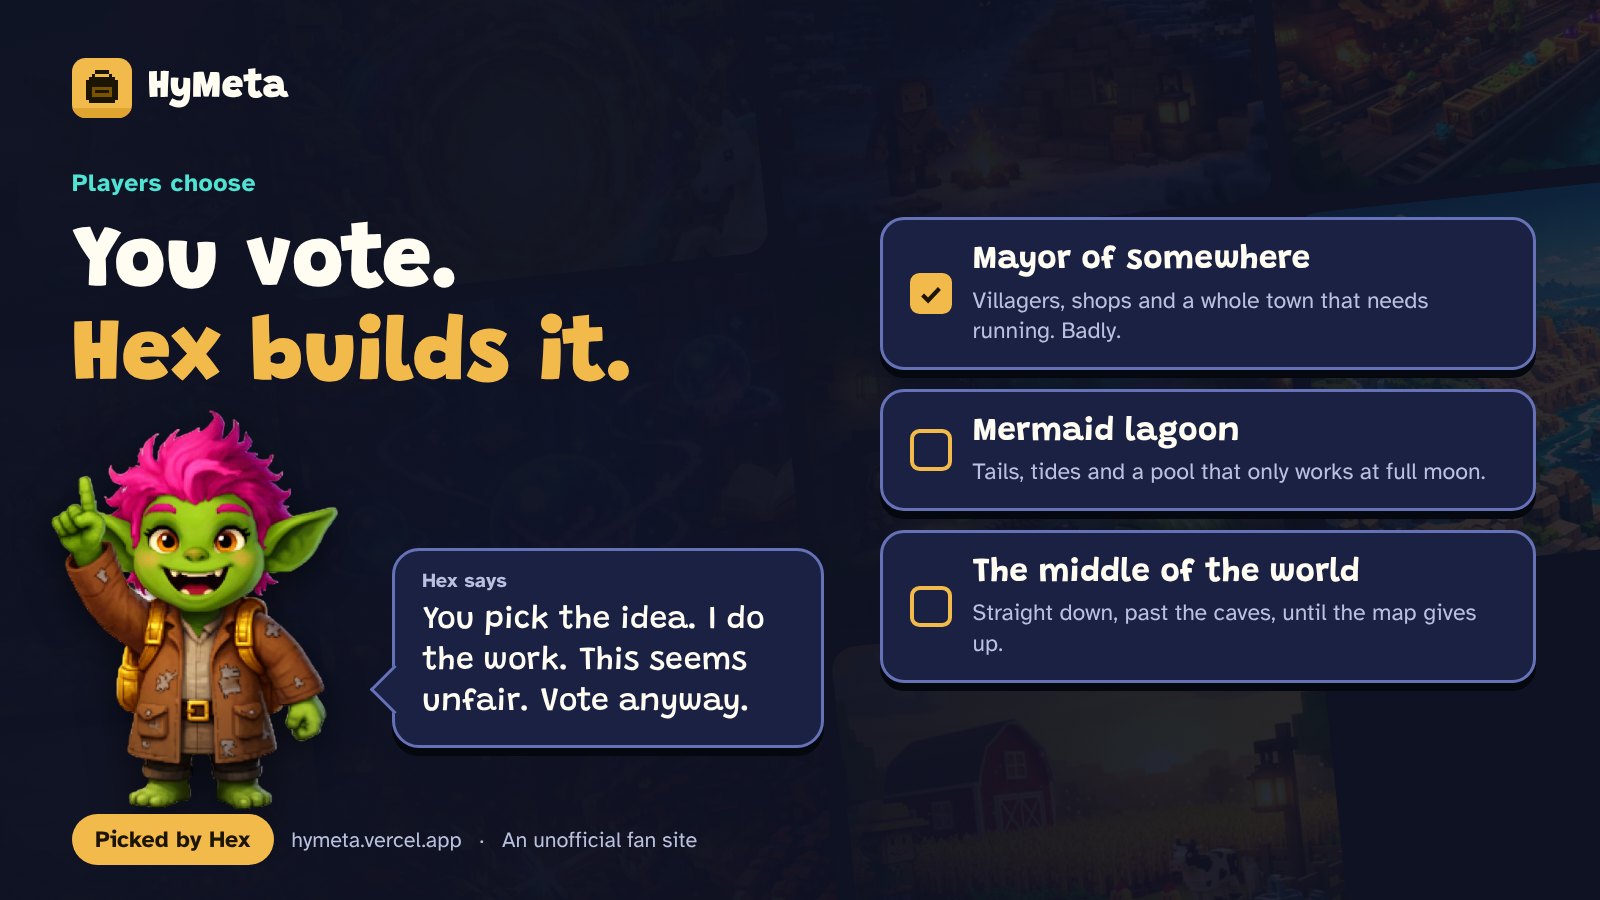 HyMeta
Players choose
You vote.
Hex builds it.
Hex says
You pick the idea. I do
the work. This seems
unfair. Vote anyway.
Picked by Hex
hymeta.vercel.app · An unofficial fan site
Mayor of somewhere
Villagers, shops and a whole town that needs
running. Badly.
Mermaid lagoon
Tails, tides and a pool that only works at full moon.
The middle of the world
Straight down, past the caves, until the map gives
up.